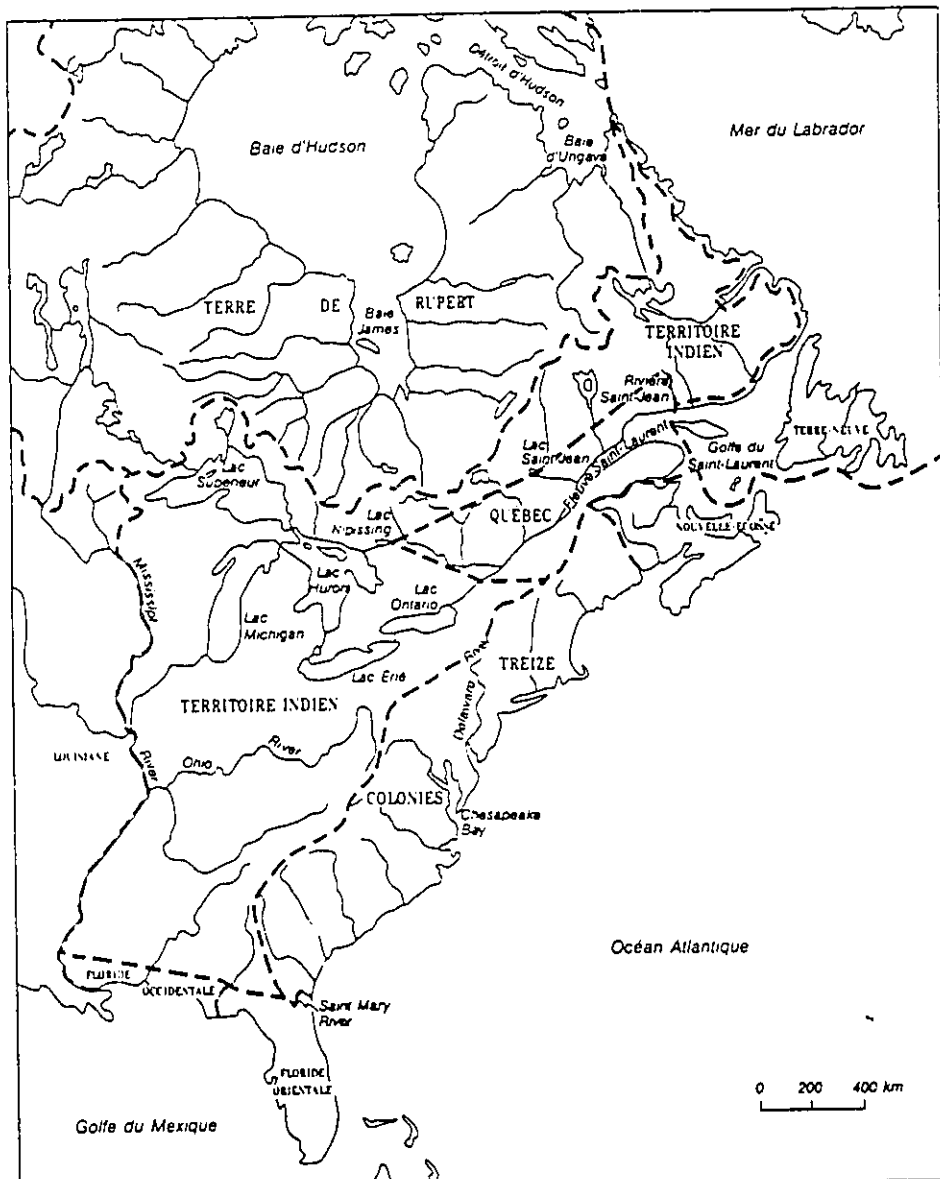 Détroit d'Hudson
Mer du Labrador
Baie d'Hudson
Baie
d'Ungava
TERRE DE RUPERT
Baie
James
TERRITOIRE
INDIEN
Rivière
Saint-Jean
Lac
Saint-Jean
Fleuve Saint-Laurent
Golfe du
Saint-Laurent
TERRE-NEUVE
Lac
Supérieur
Lac
Nipissing
QUÉBEC
NOUVELLE-ÉCOSSE
Mississipi
River
Lac
Huron
Lac
Ontario
Lac
Michigan
Lac Erié
TREIZE
COLONIES
Delaware River
TERRITOIRE INDIEN
LOUISIANE
Ohio River
Chesapeake
Bay
Océan Atlantique
FLORIDE
OCCIDENTALE
Saint Mary
River
FLORIDE
ORIENTALE
0 200 400 km
Golfe du Mexique